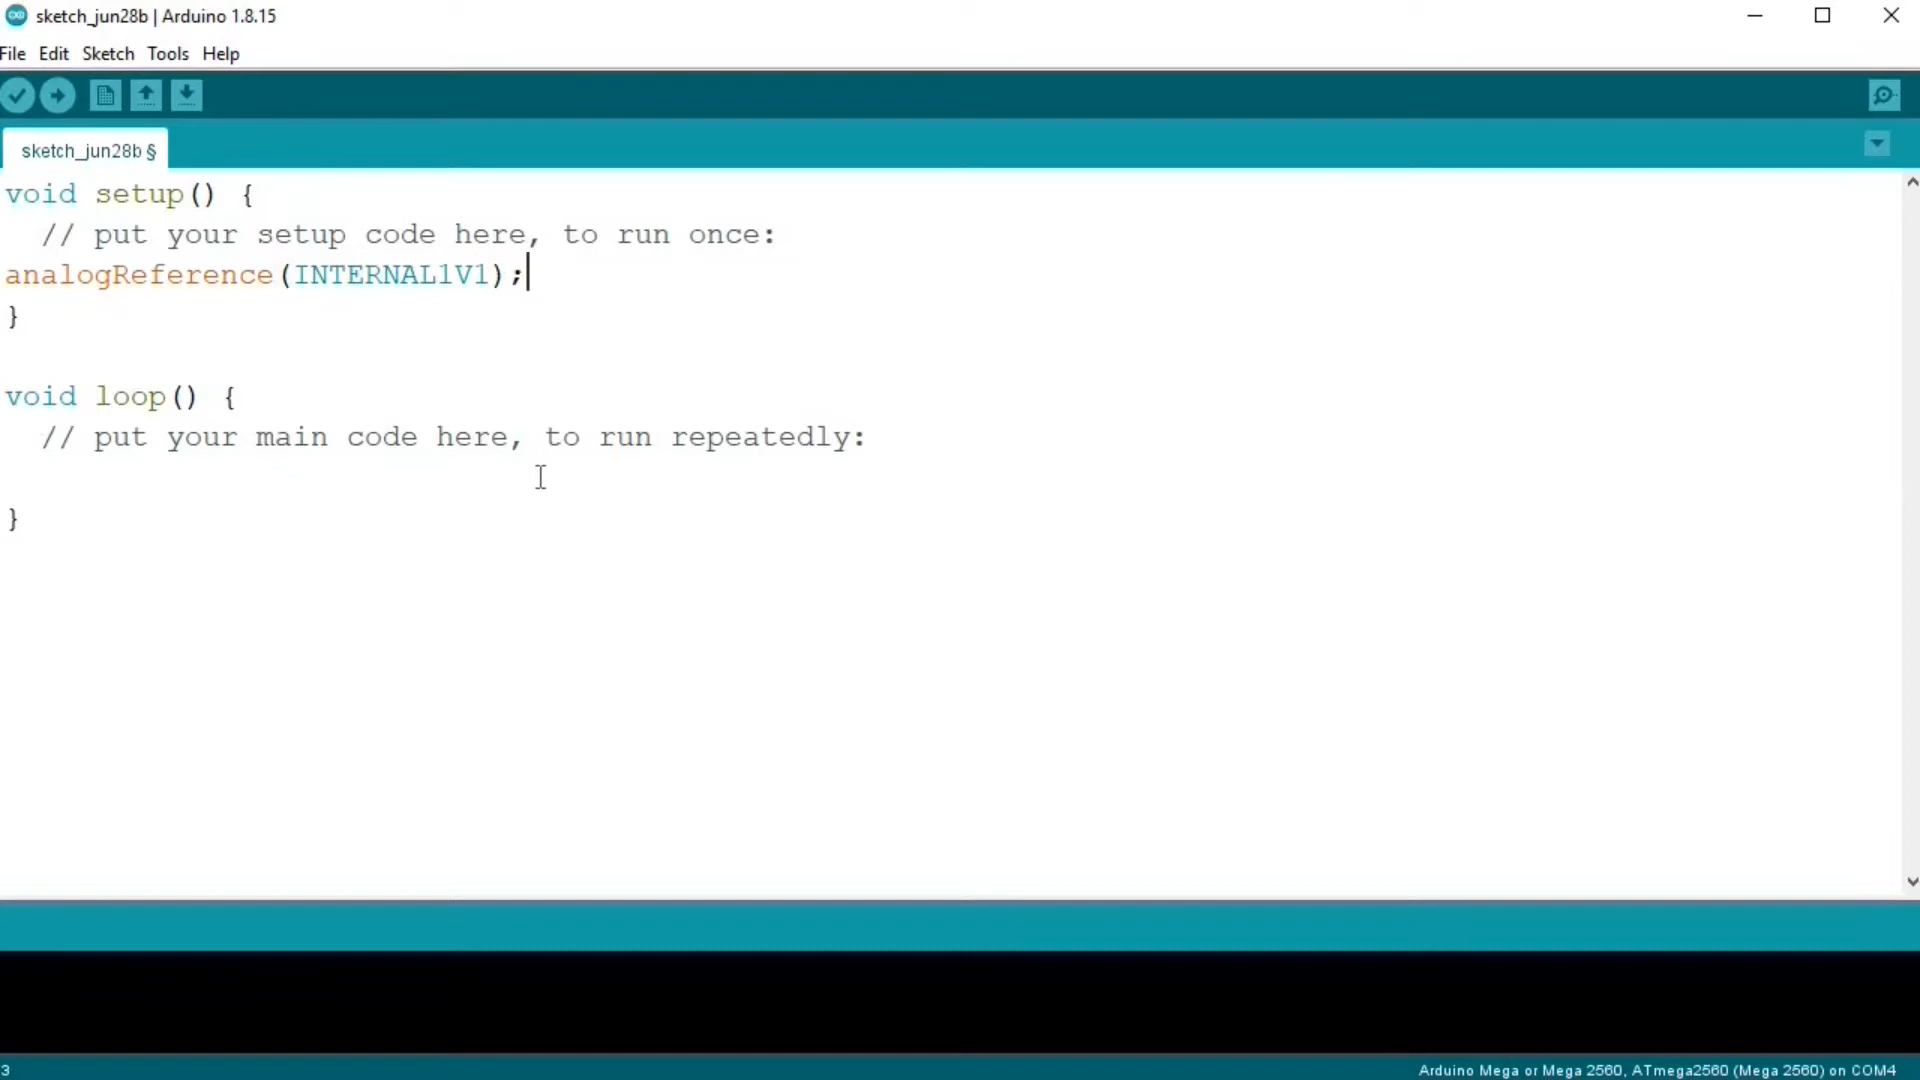 sketch_jun28b | Arduino 1.8.15
File Edit Sketch Tools Help
sketch_jun28b §
void setup() {
  // put your setup code here, to run once:
analogReference(INTERNAL1V1);
}
void loop() {
  // put your main code here, to run repeatedly:
}
3
Arduino Mega or Mega 2560, ATmega2560 (Mega 2560) on COM4